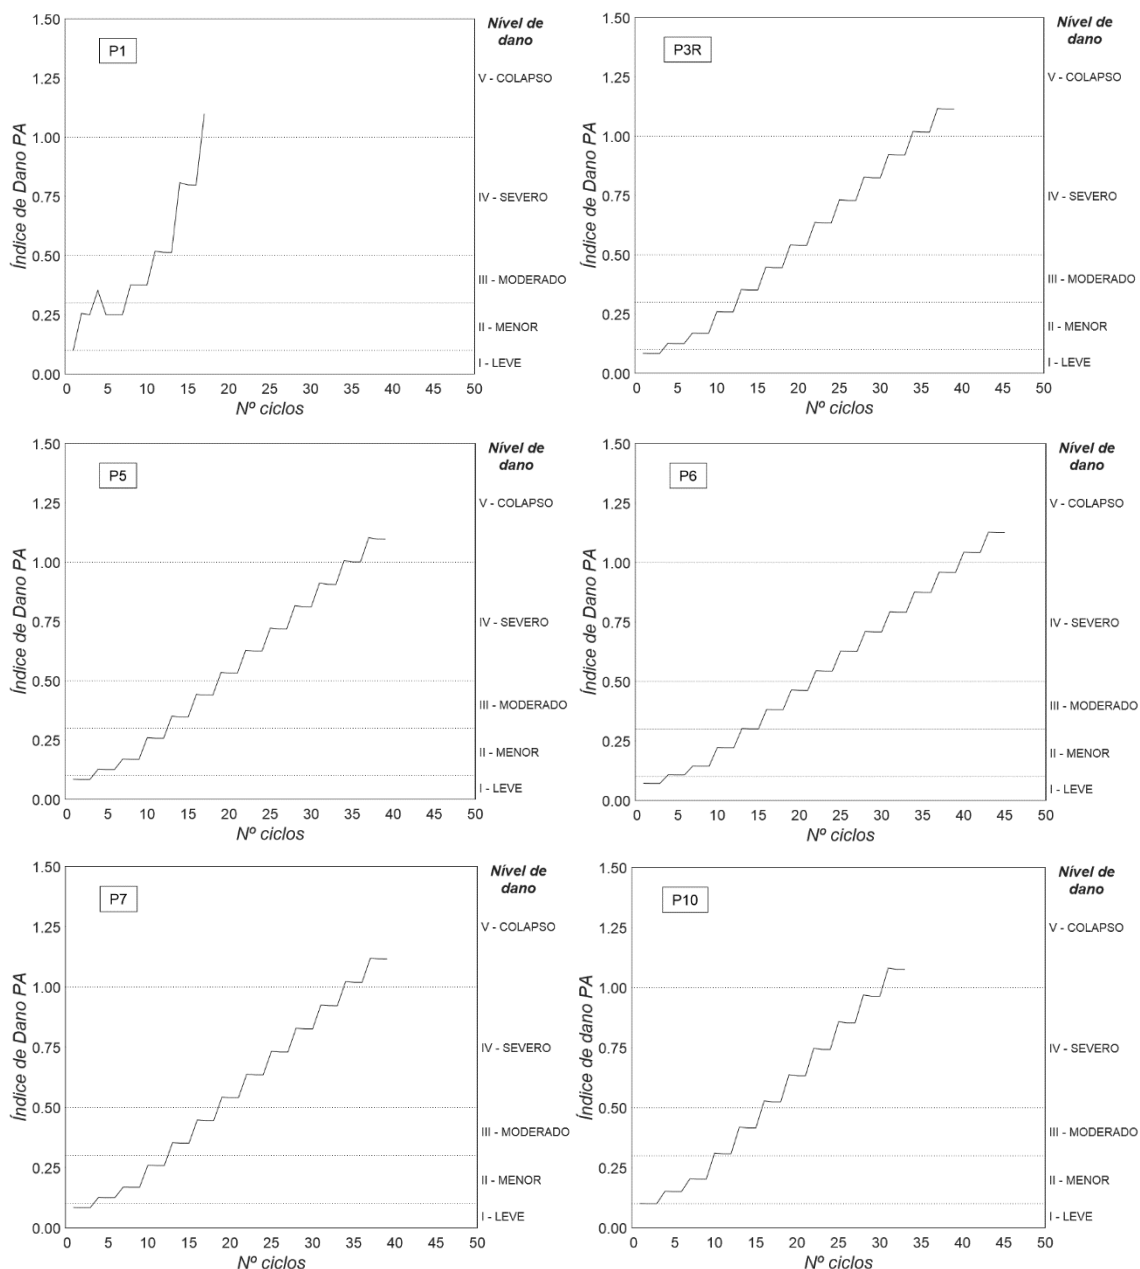 P1
Nível de
dano
1.50
1.25
1.00
0.75
0.50
0.25
0.00
Índice de Dano PA
V - COLAPSO
IV - SEVERO
III - MODERADO
II - MENOR
I - LEVE
0 5 10 15 20 25 30 35 40 45 50
Nº ciclos
P3R
Nível de
dano
1.50
1.25
1.00
0.75
0.50
0.25
0.00
Índice de Dano PA
V - COLAPSO
IV - SEVERO
III - MODERADO
II - MENOR
I - LEVE
0 5 10 15 20 25 30 35 40 45 50
Nº ciclos
P5
Nível de
dano
1.50
1.25
1.00
0.75
0.50
0.25
0.00
Índice de Dano PA
V - COLAPSO
IV - SEVERO
III - MODERADO
II - MENOR
I - LEVE
0 5 10 15 20 25 30 35 40 45 50
Nº ciclos
P6
Nível de
dano
1.50
1.25
1.00
0.75
0.50
0.25
0.00
Índice de Dano PA
V - COLAPSO
IV - SEVERO
III - MODERADO
II - MENOR
I - LEVE
0 5 10 15 20 25 30 35 40 45 50
Nº ciclos
P7
Nível de
dano
1.50
1.25
1.00
0.75
0.50
0.25
0.00
Índice de Dano PA
V - COLAPSO
IV - SEVERO
III - MODERADO
II - MENOR
I - LEVE
0 5 10 15 20 25 30 35 40 45 50
Nº ciclos
P10
Nível de
dano
1.50
1.25
1.00
0.75
0.50
0.25
0.00
Índice de dano PA
V - COLAPSO
IV - SEVERO
III - MODERADO
II - MENOR
I - LEVE
0 5 10 15 20 25 30 35 40 45 50
Nº ciclos